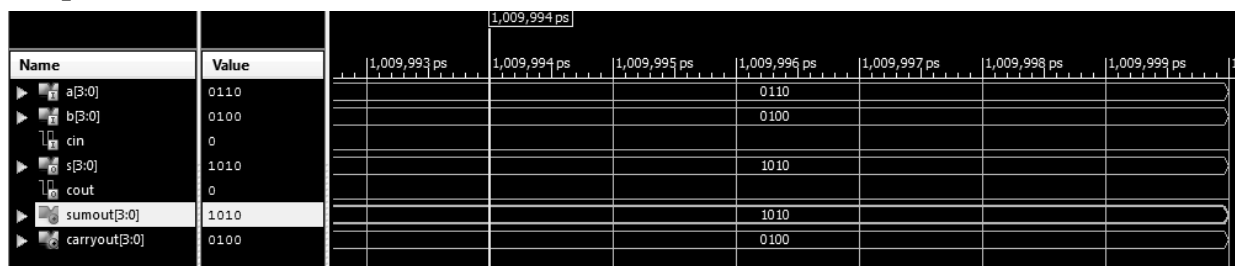 1,009,994 ps
Name Value 1,009,993 ps 1,009,994 ps 1,009,995 ps 1,009,996 ps 1,009,997 ps 1,009,998 ps 1,009,999 ps
a[3:0] 0110 0110
b[3:0] 0100 0100
cin 0
s[3:0] 1010 1010
cout 0
sumout[3:0] 1010 1010
carryout[3:0] 0100 0100